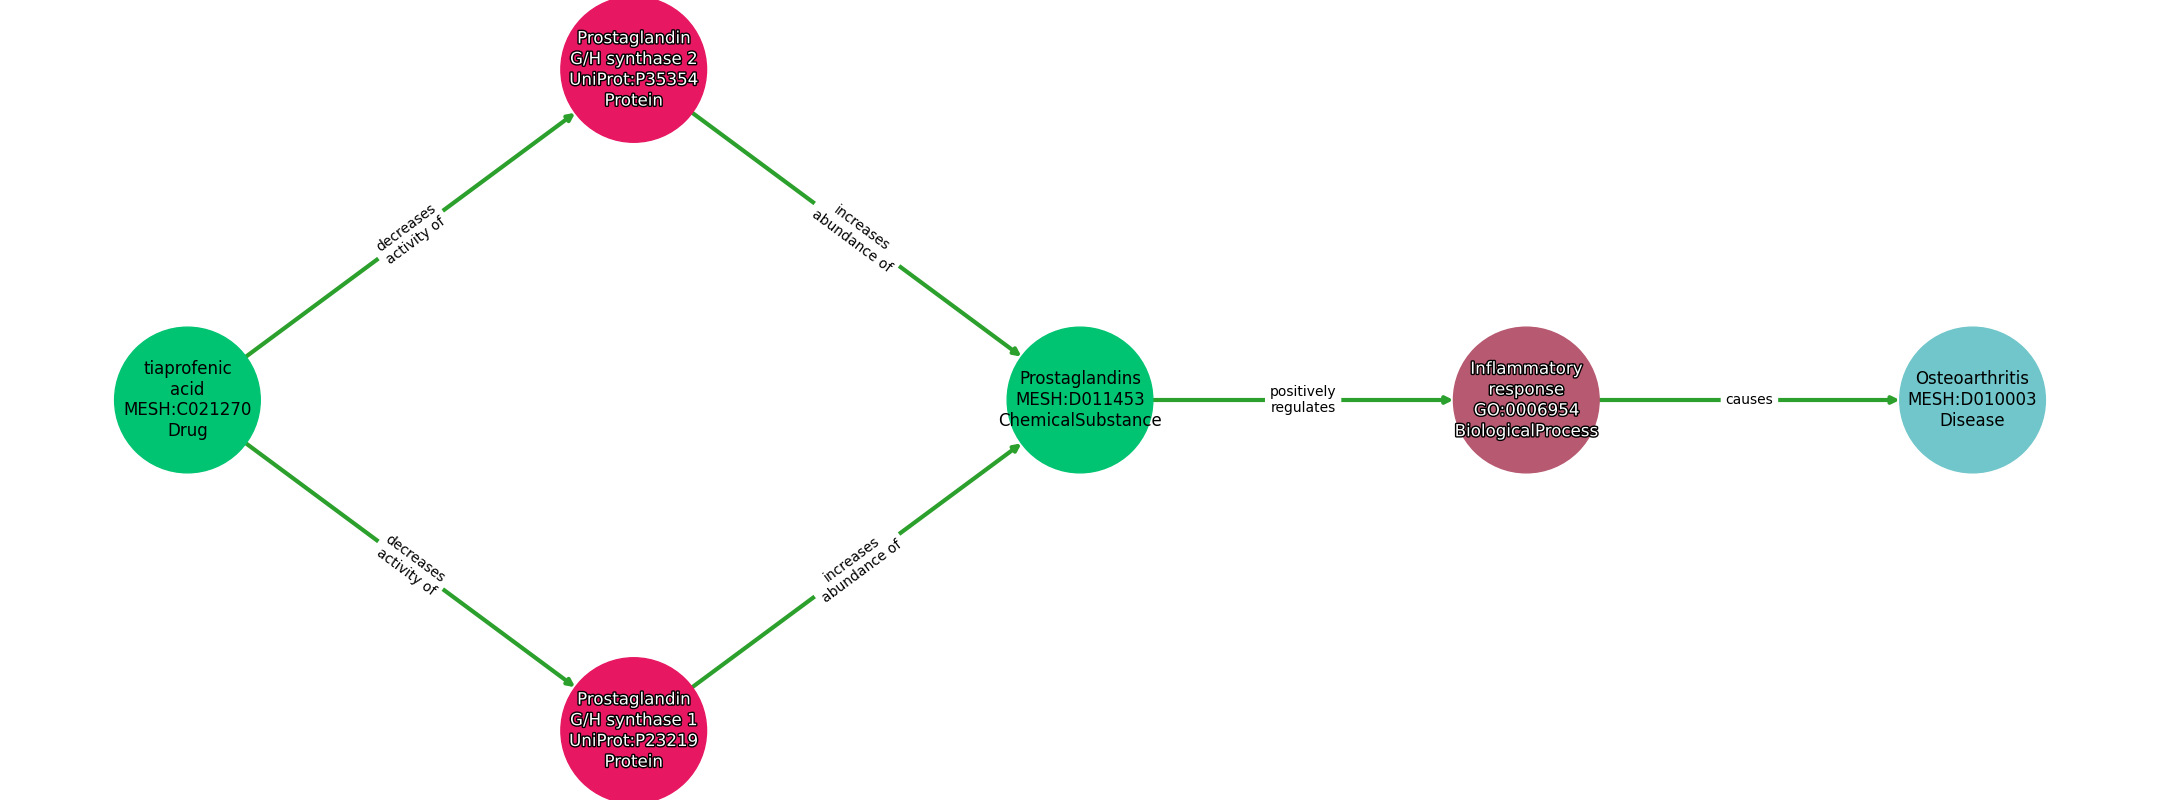 Prostaglandin
G/H synthase 2
UniProt:P35354
Protein
decreases
activity of
increases
abundance of
tiaprofenic
acid
MESH:C021270
Drug
Prostaglandins
MESH:D011453
ChemicalSubstance
positively
regulates
Inflammatory
response
GO:0006954
BiologicalProcess
causes
Osteoarthritis
MESH:D010003
Disease
decreases
activity of
increases
abundance of
Prostaglandin
G/H synthase 1
UniProt:P23219
Protein